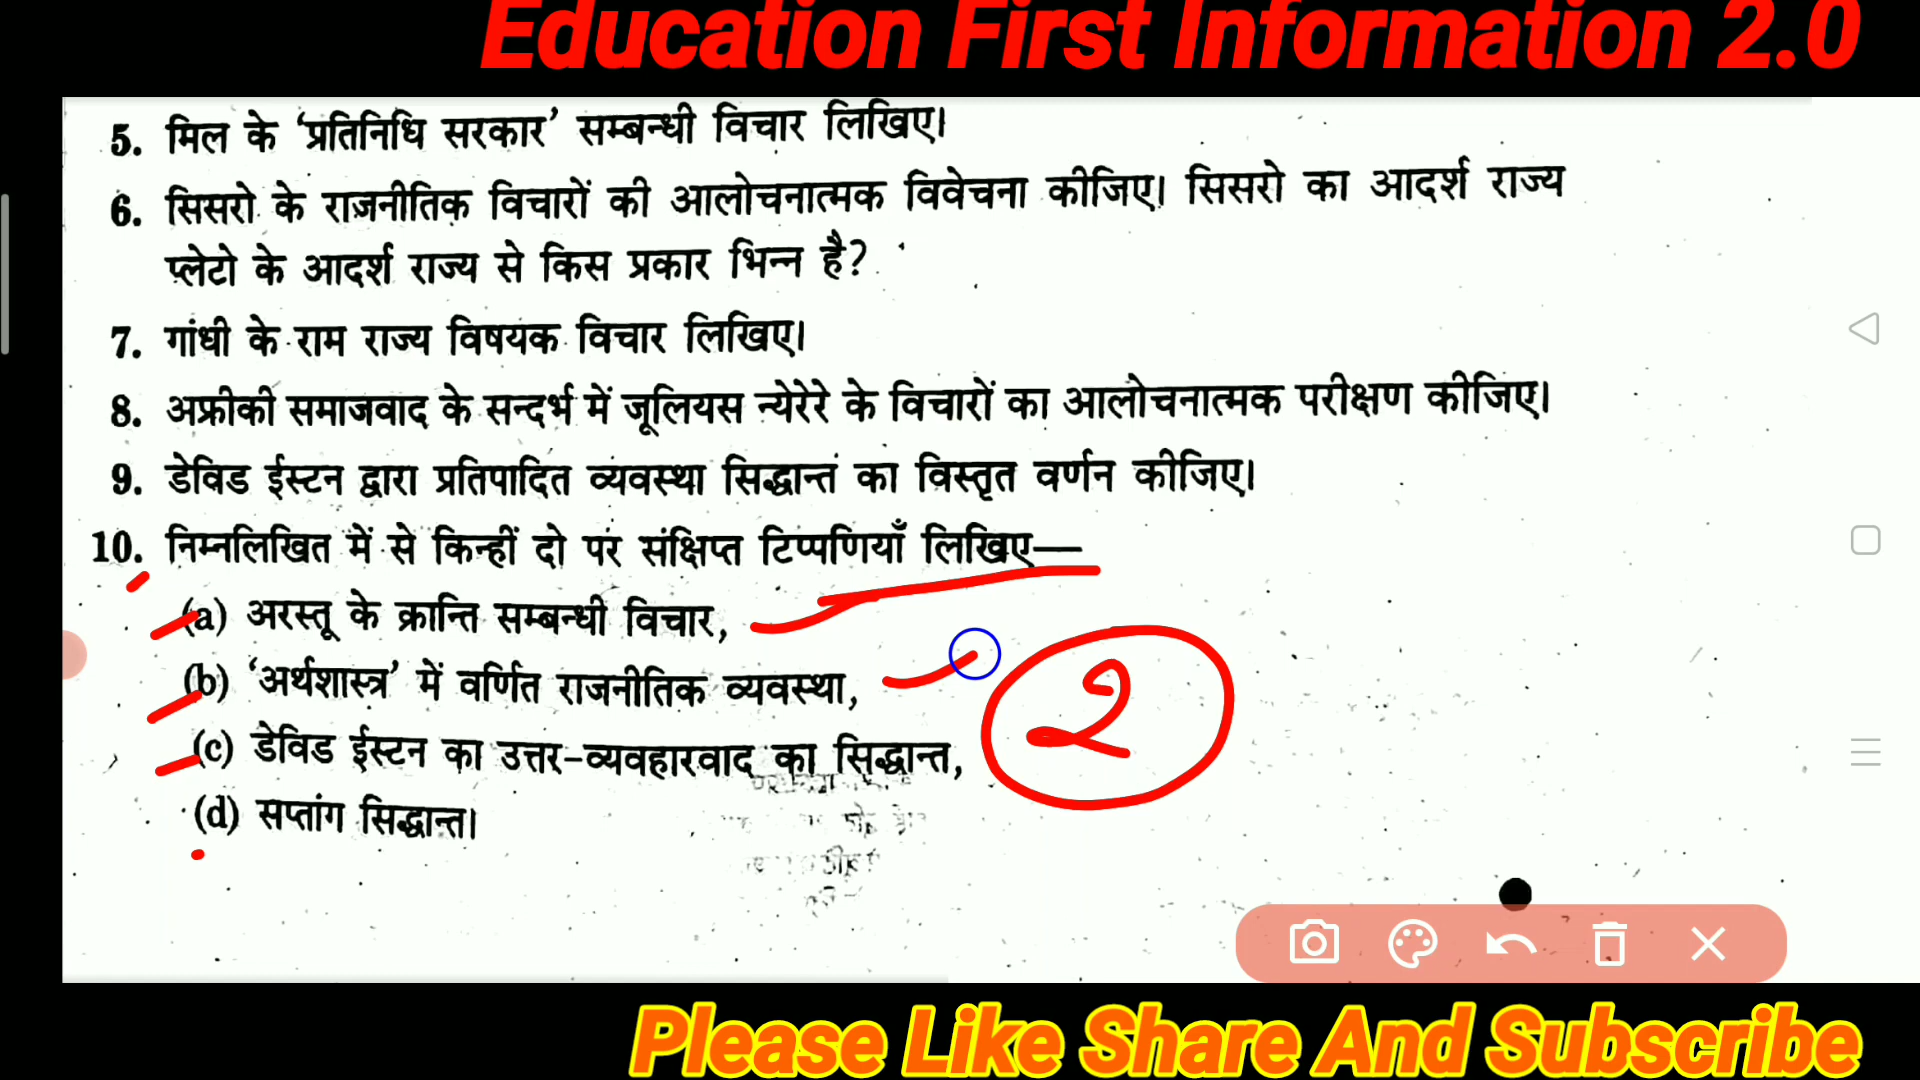 Education First Information 2.0
5. मिल के ‘प्रतिनिधि सरकार’ सम्बन्धी विचार लिखिए।
6. सिसरो के राजनीतिक विचारों की आलोचनात्मक विवेचना कीजिए। सिसरो का आदर्श राज्य
प्लेटो के आदर्श राज्य से किस प्रकार भिन्न है?
7. गांधी के राम राज्य विषयक विचार लिखिए।
8. अफ्रीकी समाजवाद के सन्दर्भ में जूलियस न्येरेरे के विचारों का आलोचनात्मक परीक्षण कीजिए।
9. डेविड ईस्टन द्वारा प्रतिपादित व्यवस्था सिद्धान्त का विस्तृत वर्णन कीजिए।
10. निम्नलिखित में से किन्हीं दो पर संक्षिप्त टिप्पणियाँ लिखिए—
(a) अरस्तू के क्रान्ति सम्बन्धी विचार,
(b) ‘अर्थशास्त्र’ में वर्णित राजनीतिक व्यवस्था,
2
(c) डेविड ईस्टन का उत्तर-व्यवहारवाद का सिद्धान्त,
(d) सप्तांग सिद्धान्त।
Please Like Share And Subscribe